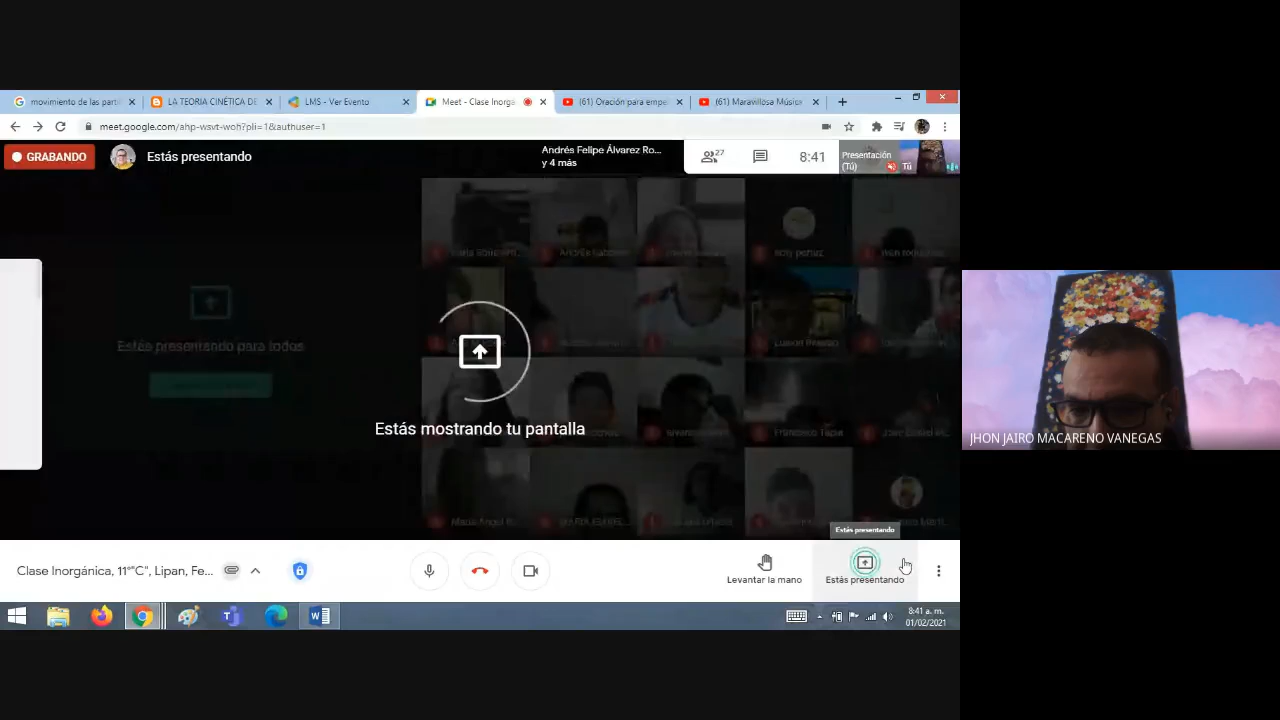 movimiento de las parti
LA TEORIA CINÉTICA DE
LMS - Ver Evento
Meet - Clase Inorga
(61) Oración para empe
(61) Maravillosa Músic
meet.google.com/ahp-wsvt-woh?pli=1&authuser=1
GRABANDO
Estás presentando
Andrés Felipe Álvarez Ro...
y 4 más
27
8:41
Presentación
(Tú)
Tú
Estás presentando para todos
Estás mostrando tu pantalla
JHON JAIRO MACARENO VANEGAS
Estás presentando
Clase Inorgánica, 11°"C", Lipan, Fe...
Levantar la mano
Estás presentando
8:41 a. m.
01/02/2021